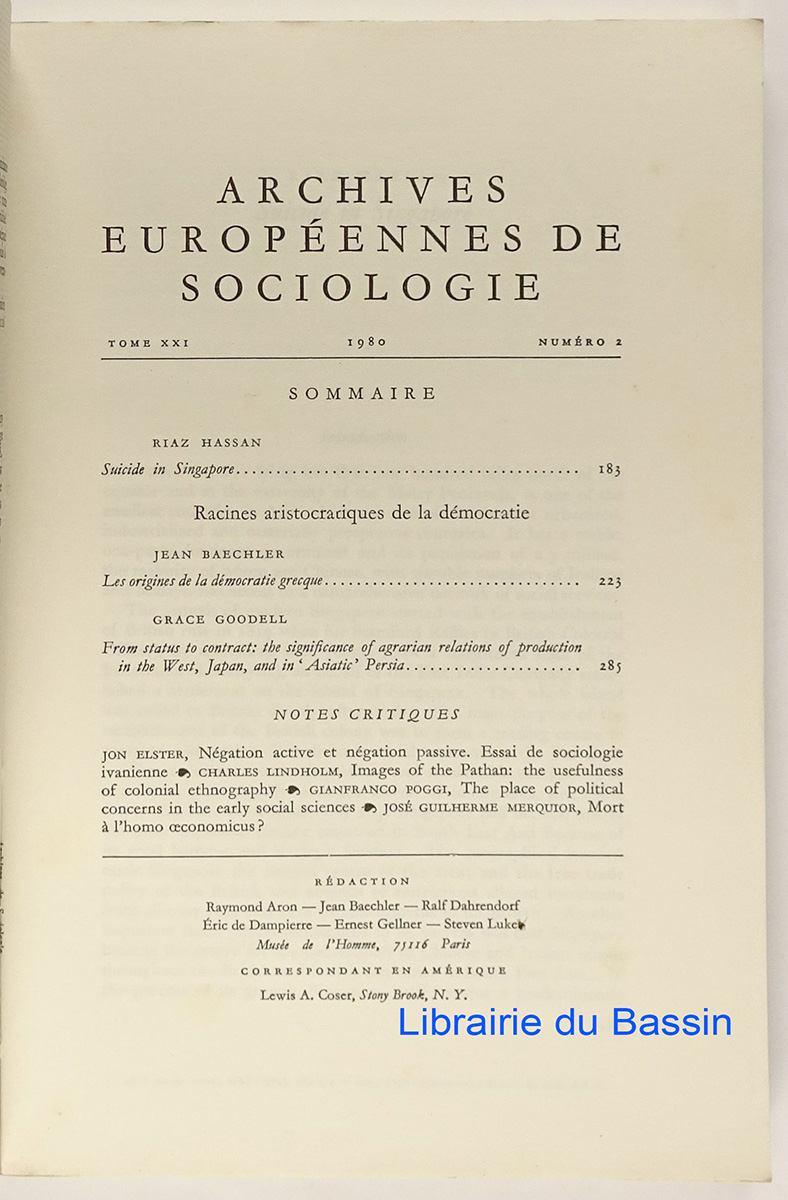 ARCHIVES
EUROPÉENNES DE
SOCIOLOGIE
TOME XXI 1980 NUMÉRO 2
SOMMAIRE
RIAZ HASSAN
Suicide in Singapore........................................... 183
Racines aristocratiques de la démocratie
JEAN BAECHLER
Les origines de la démocratie grecque................................ 223
GRACE GOODELL
From status to contract: the significance of agrarian relations of production
in the West, Japan, and in ‘Asiatic’ Persia...................... 285
NOTES CRITIQUES
JON ELSTER, Négation active et négation passive. Essai de sociologie
ivanienne ❧ CHARLES LINDHOLM, Images of the Pathan: the usefulness
of colonial ethnography ❧ GIANFRANCO POGGI, The place of political
concerns in the early social sciences ❧ JOSÉ GUILHERME MERQUIOR, Mort
à l’homo œconomicus?
RÉDACTION
Raymond Aron — Jean Baechler — Ralf Dahrendorf
Éric de Dampierre — Ernest Gellner — Steven Lukes
Musée de l’Homme, 75116 Paris
CORRESPONDANT EN AMÉRIQUE
Lewis A. Coser, Stony Brook, N. Y.
Librairie du Bassin